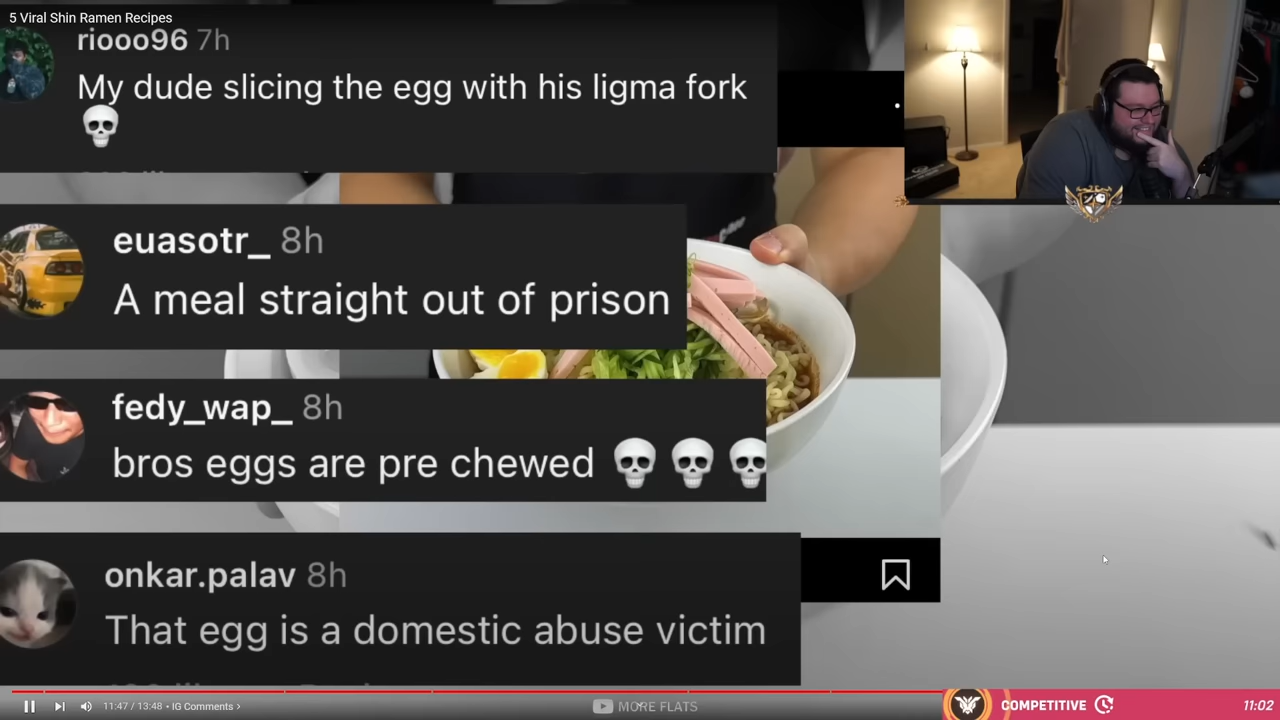 5 Viral Shin Ramen Recipes
riooo96 7h
My dude slicing the egg with his ligma fork
💀
euasotr_ 8h
A meal straight out of prison
fedy_wap_ 8h
bros eggs are pre chewed 💀💀💀
onkar.palav 8h
That egg is a domestic abuse victim
11:47 / 13:48 • IG Comments >
MORE FLATS
COMPETITIVE
11:02